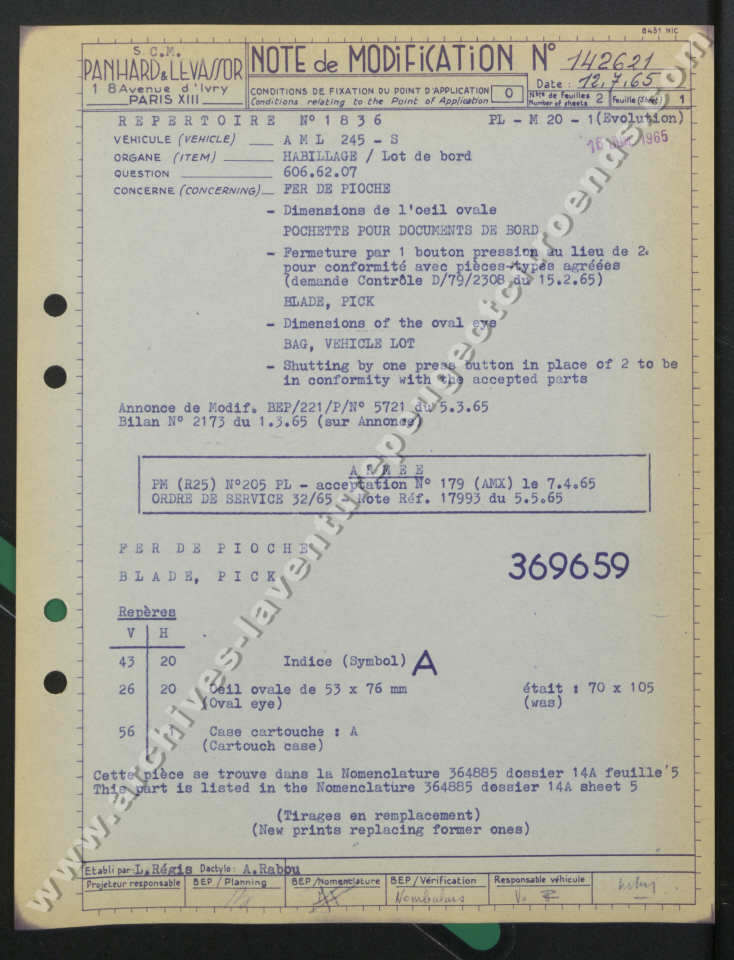 8451 NIC
S.C.M.
PANHARD & LEVASSOR
18 Avenue d'Ivry
PARIS XIII
NOTE de MODIFICATION N° 142621
CONDITIONS DE FIXATION DU POINT D'APPLICATION
Conditions relating to the Point of Application
0
Date : 12.7.65
Nbre de Feuilles
Number of sheets 2
Feuille (Sheet) 1
REPERTOIRE N° 1836 PL - M 20 - 1(Evolution)
1965
VEHICULE (VEHICLE) AML 245 - S
ORGANE (ITEM) HABILLAGE / Lot de bord
QUESTION 606.62.07
CONCERNE (CONCERNING) FER DE PIOCHE
- Dimensions de l'oeil ovale
POCHETTE POUR DOCUMENTS DE BORD
- Fermeture par 1 bouton pression au lieu de 2.
pour conformité avec pièces-types agréées
(demande Contrôle D/79/2308 du 15.2.65)
BLADE, PICK
- Dimensions of the oval eye
BAG, VEHICLE LOT
- Shutting by one press button in place of 2 to be
in conformity with the accepted parts
Annonce de Modif. BEP/221/P/N° 5721 du 5.3.65
Bilan N° 2173 du 1.3.65 (sur Annonce)
ARMEE
PM (R25) N°205 PL - acceptation N° 179 (AMX) le 7.4.65
ORDRE DE SERVICE 32/65 Note Réf. 17993 du 5.5.65
FER DE PIOCHE
BLADE, PICK
369659
Repères
V H
43 20 Indice (Symbol) A
26 20 Oeil ovale de 53 x 76 mm était : 70 x 105
(Oval eye) (was)
56 Case cartouche : A
(Cartouch case)
Cette pièce se trouve dans la Nomenclature 364885 dossier 14A feuille 5
This part is listed in the Nomenclature 364885 dossier 14A sheet 5
(Tirages en remplacement)
(New prints replacing former ones)
Etabli par: L.Régis Dactylo: A.Rabou
Projeteur responsable
BEP / Planning
BEP/Nomenclature
BEP/Vérification
Responsable véhicule
www.archives-laventurepeugeotcitroends.com